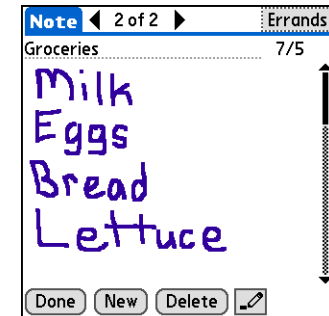 Note 2 of 2 Errands
Groceries 7/5
Milk
Eggs
Bread
Lettuce
Done New Delete